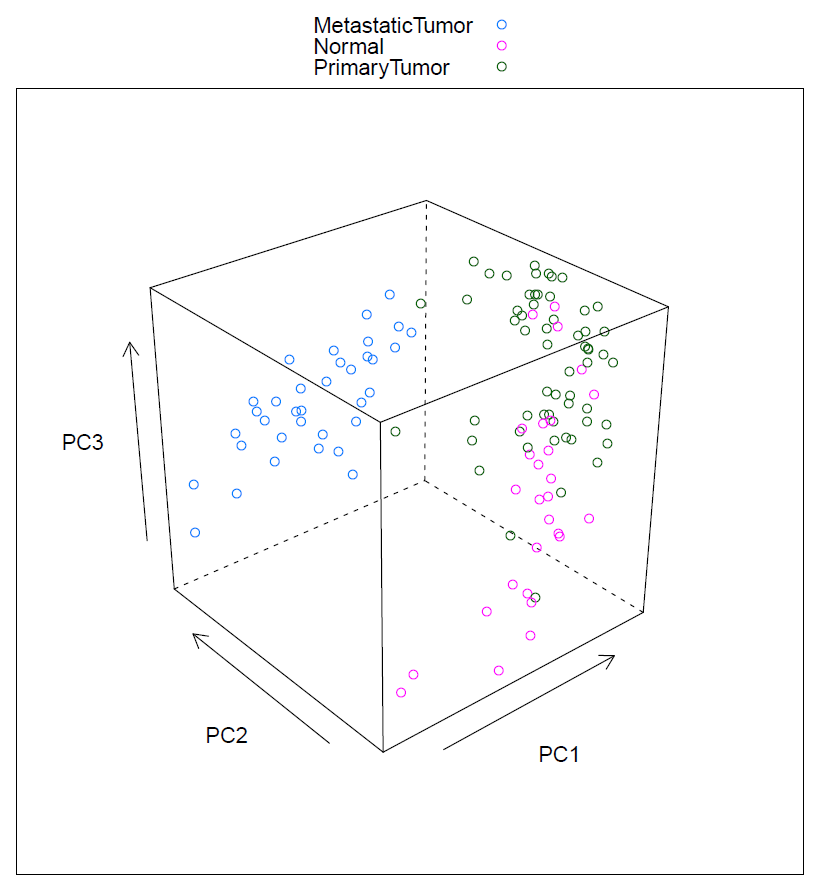 MetastaticTumor
Normal
PrimaryTumor
PC3
PC2
PC1